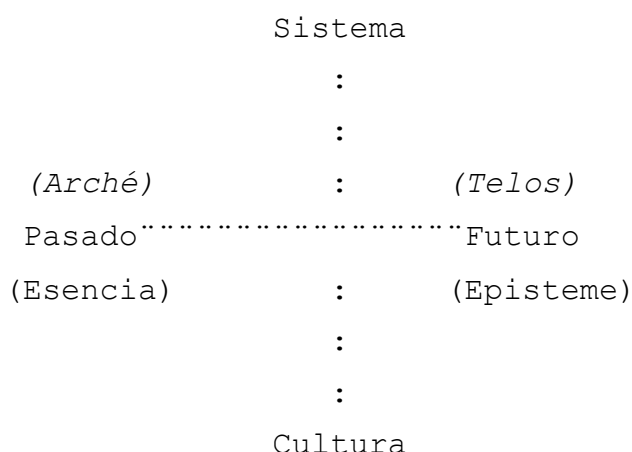 Sistema
:
:
(Arché) : (Telos)
Pasado¨¨¨¨¨¨¨¨¨¨¨¨¨¨¨¨¨Futuro
(Esencia) : (Episteme)
:
:
Cultura